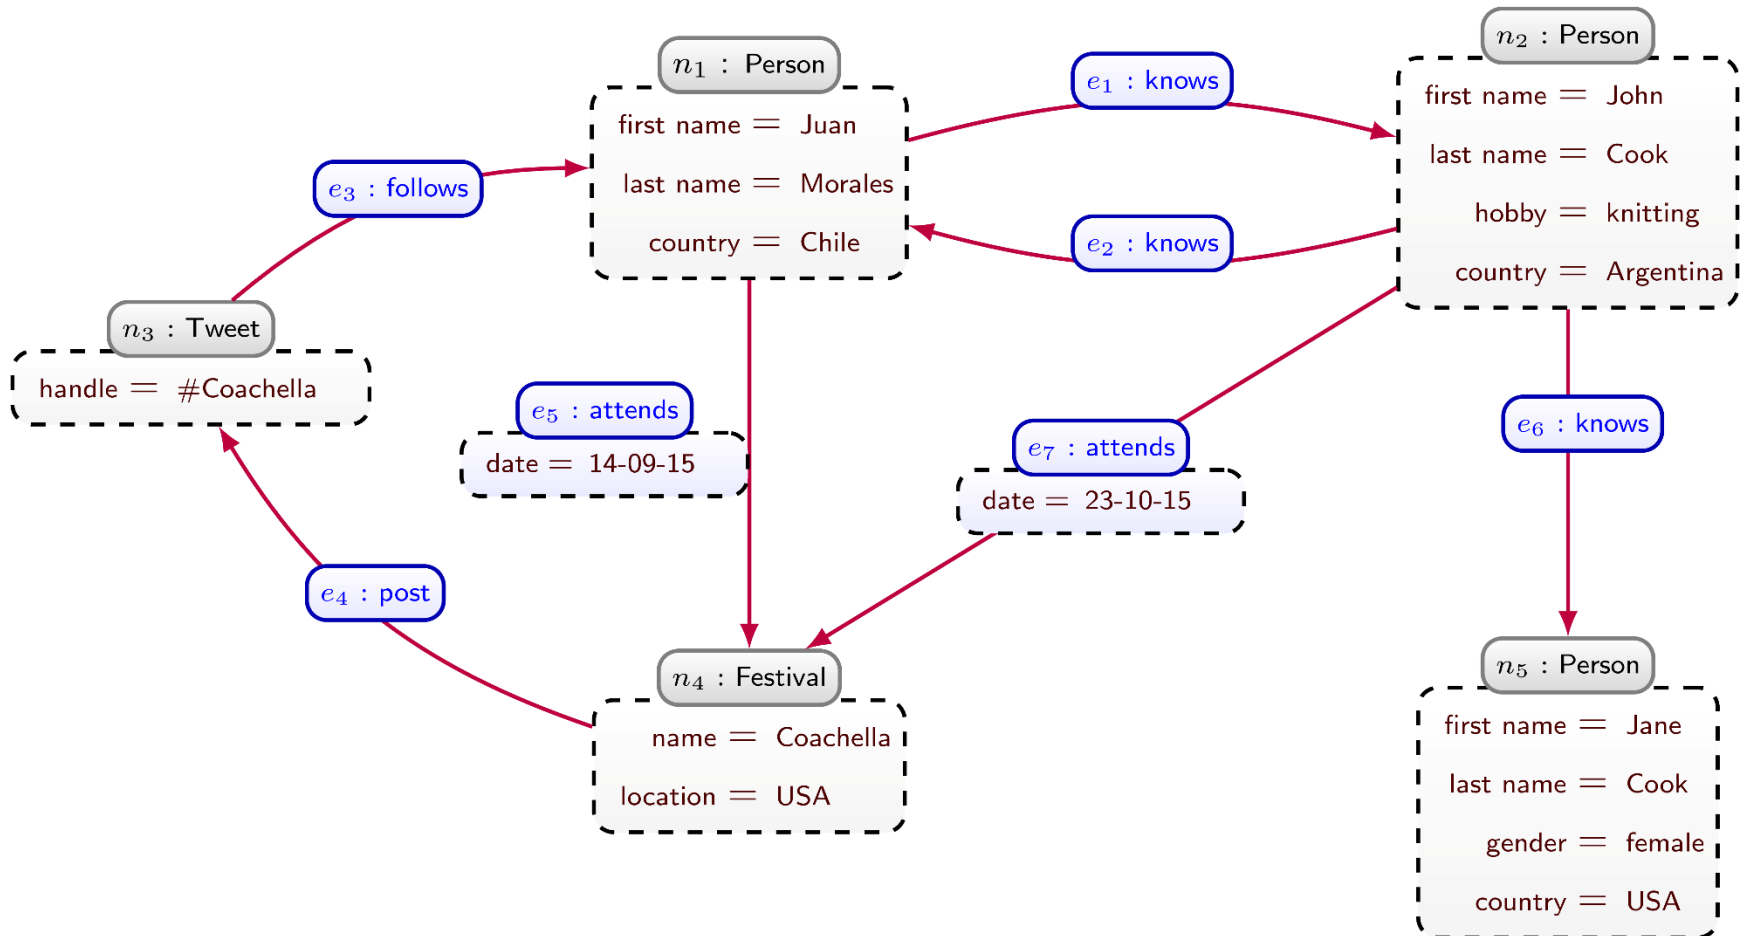 n₁ : Person
first name = Juan
last name = Morales
country = Chile
e₁ : knows
e₂ : knows
n₂ : Person
first name = John
last name = Cook
hobby = knitting
country = Argentina
e₃ : follows
n₃ : Tweet
handle = #Coachella
e₅ : attends
date = 14-09-15
e₇ : attends
date = 23-10-15
e₆ : knows
e₄ : post
n₄ : Festival
name = Coachella
location = USA
n₅ : Person
first name = Jane
last name = Cook
gender = female
country = USA